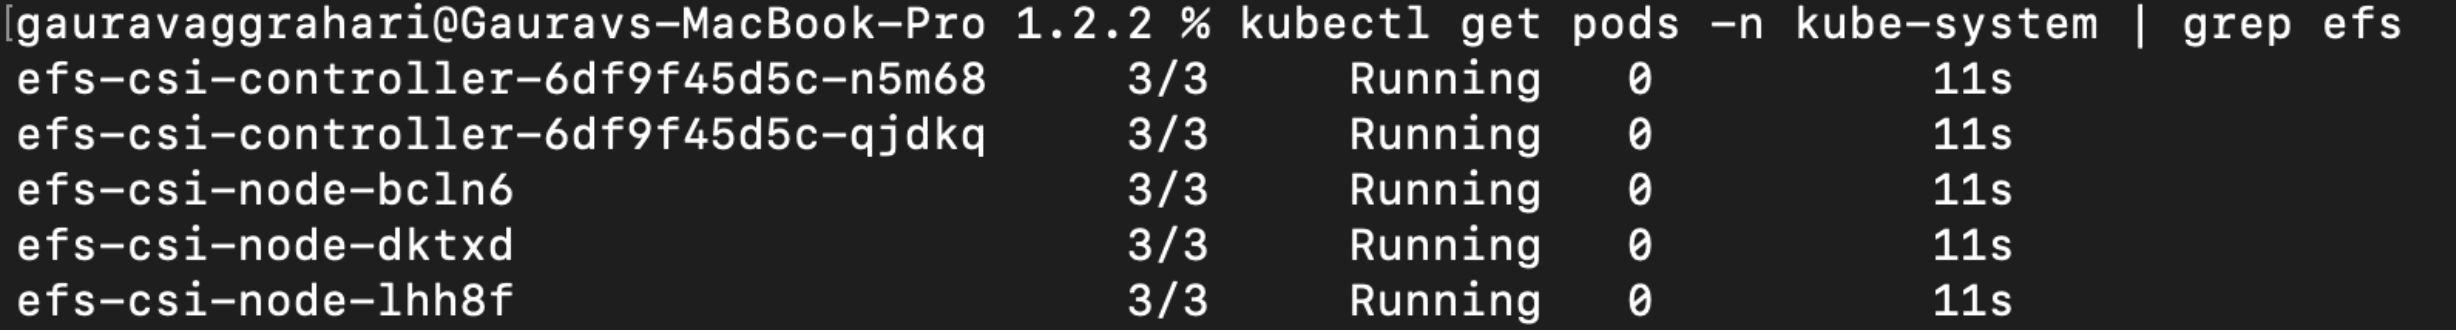 [gauravaggrahari@Gauravs-MacBook-Pro 1.2.2 % kubectl get pods -n kube-system | grep efs
efs-csi-controller-6df9f45d5c-n5m68 3/3 Running 0 11s
efs-csi-controller-6df9f45d5c-qjdkq 3/3 Running 0 11s
efs-csi-node-bcln6 3/3 Running 0 11s
efs-csi-node-dktxd 3/3 Running 0 11s
efs-csi-node-lhh8f 3/3 Running 0 11s